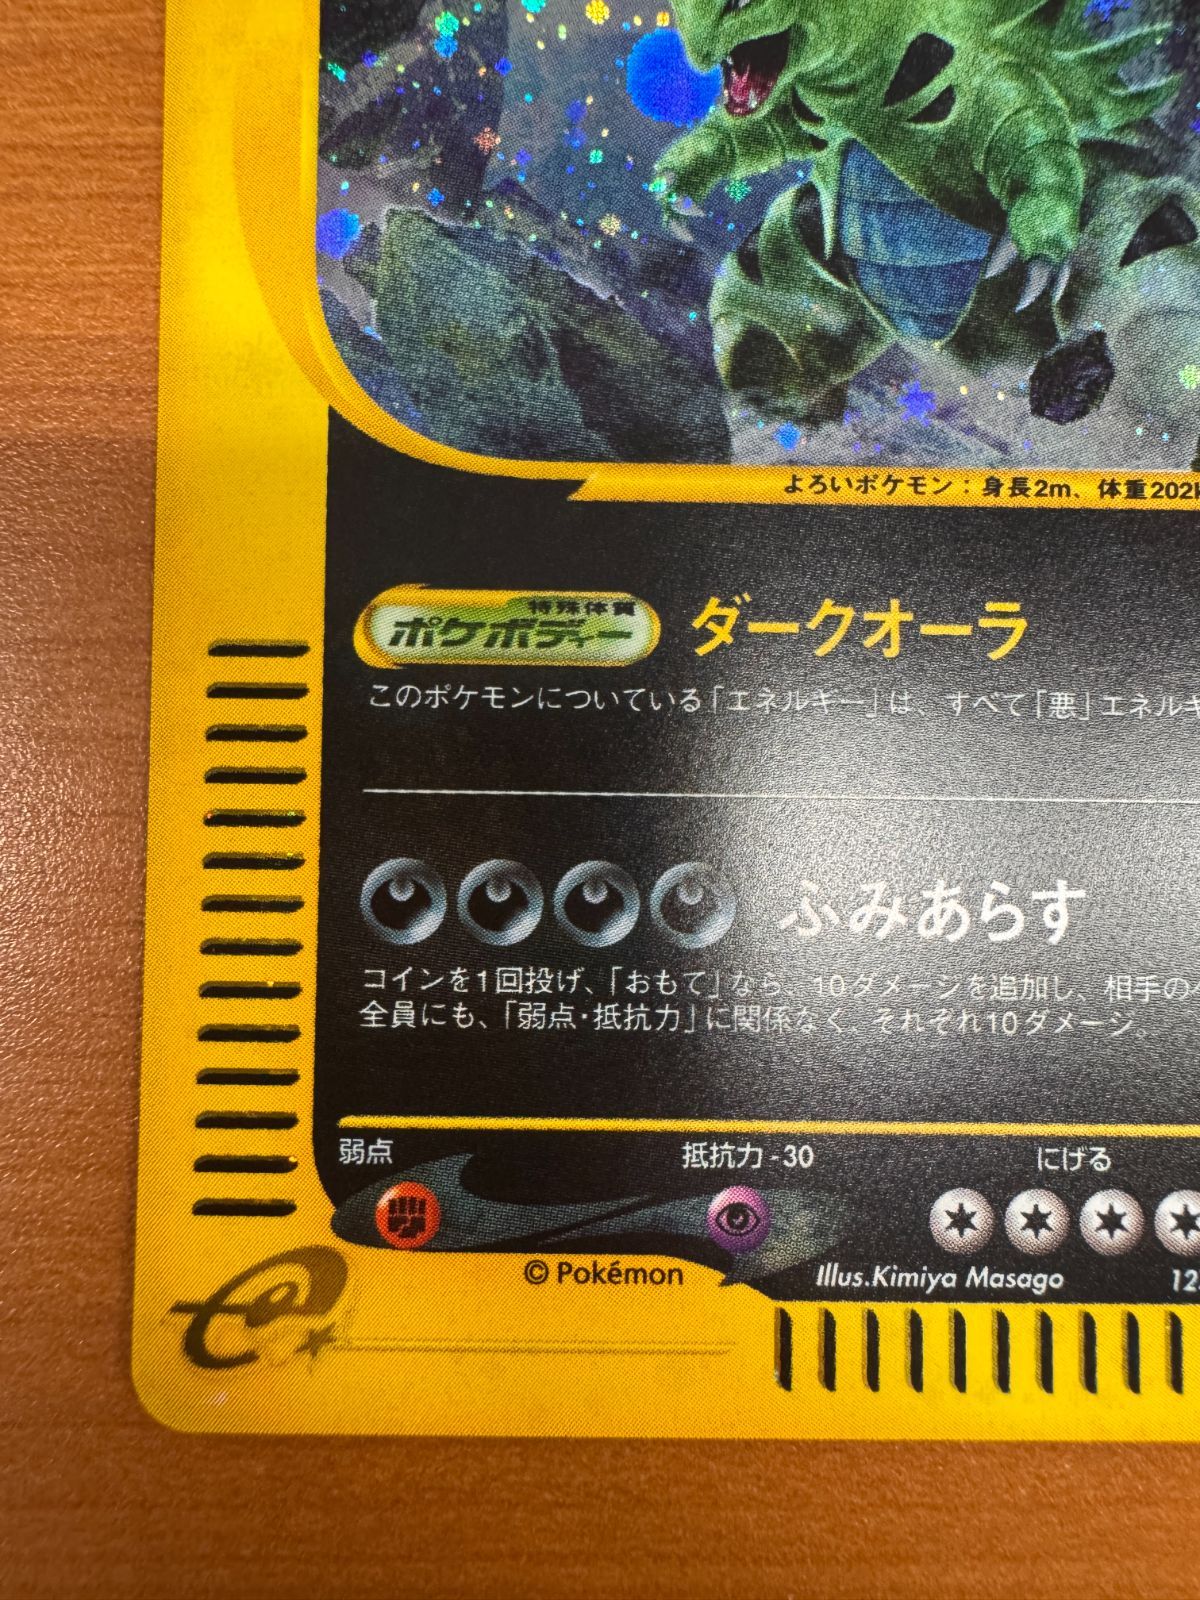 よろいポケモン：身長2m、体重202k
特殊体質
ポケボディー
ダークオーラ
このポケモンについている「エネルギー」は、すべて「悪」エネルギ
ふみあらす
コインを1回投げ、「おもて」なら、10ダメージを追加し、相手の
全員にも、「弱点・抵抗力」に関係なく、それぞれ10ダメージ。
弱点 抵抗力 -30 にげる
© Pokémon
Illus.Kimiya Masago
e